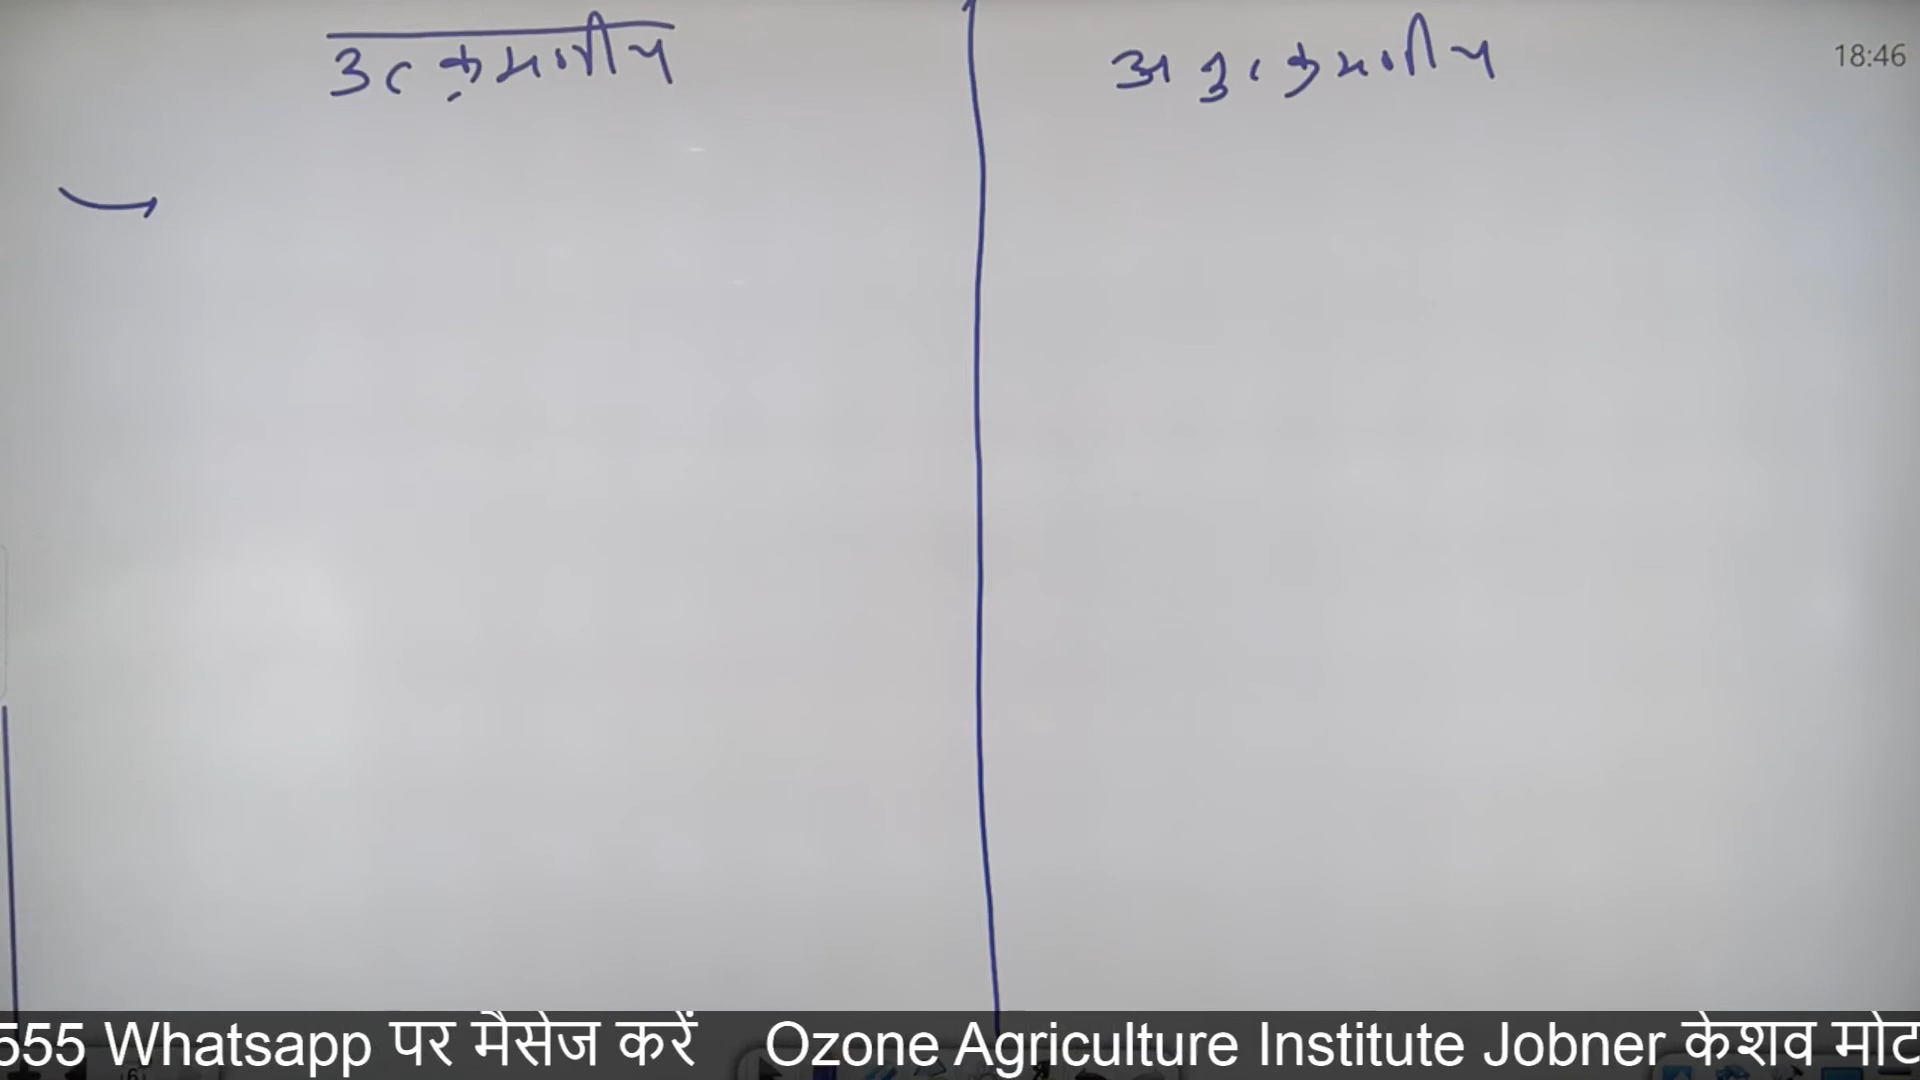 उत्क्रमणीय
अनुत्क्रमणीय
18:46
555 Whatsapp पर मैसेज करें Ozone Agriculture Institute Jobner केशव मोट